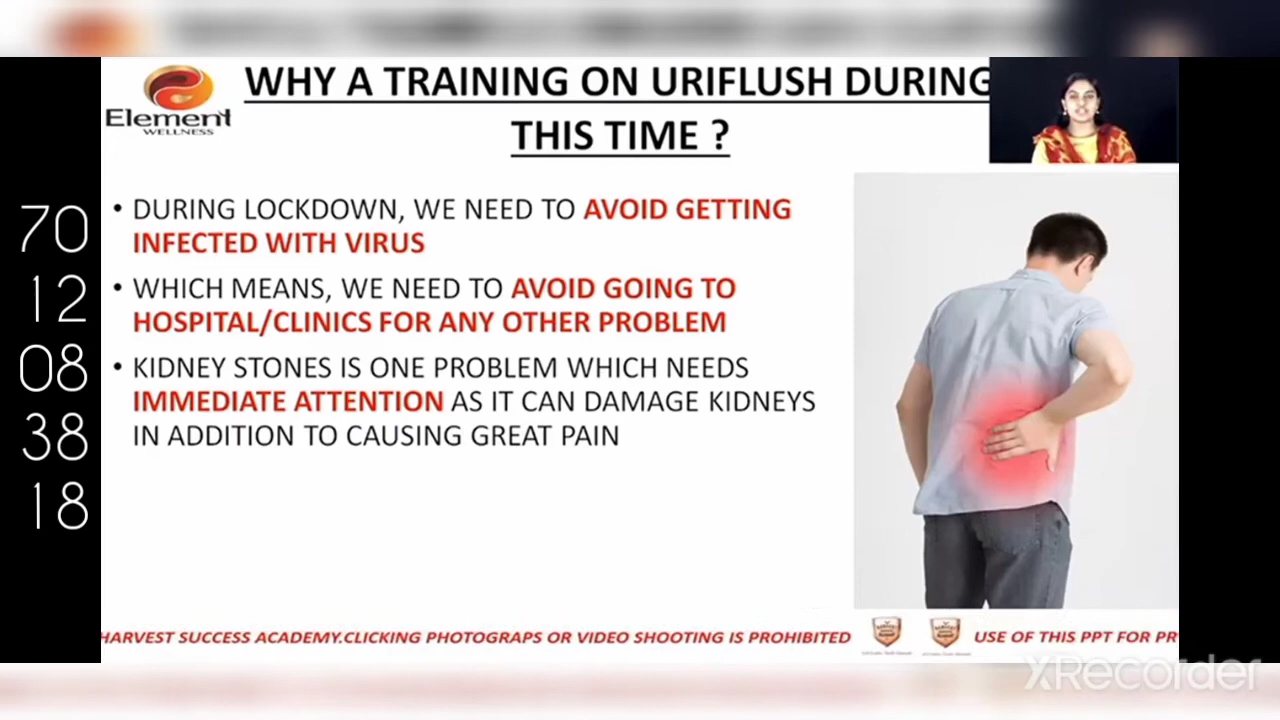 Element
WELLNESS
WHY A TRAINING ON URIFLUSH DURING
THIS TIME ?
70
12
08
38
18
• DURING LOCKDOWN, WE NEED TO AVOID GETTING
INFECTED WITH VIRUS
• WHICH MEANS, WE NEED TO AVOID GOING TO
HOSPITAL/CLINICS FOR ANY OTHER PROBLEM
• KIDNEY STONES IS ONE PROBLEM WHICH NEEDS
IMMEDIATE ATTENTION AS IT CAN DAMAGE KIDNEYS
IN ADDITION TO CAUSING GREAT PAIN
HARVEST SUCCESS ACADEMY.CLICKING PHOTOGRAPS OR VIDEO SHOOTING IS PROHIBITED
USE OF THIS PPT FOR PR
XRecorder